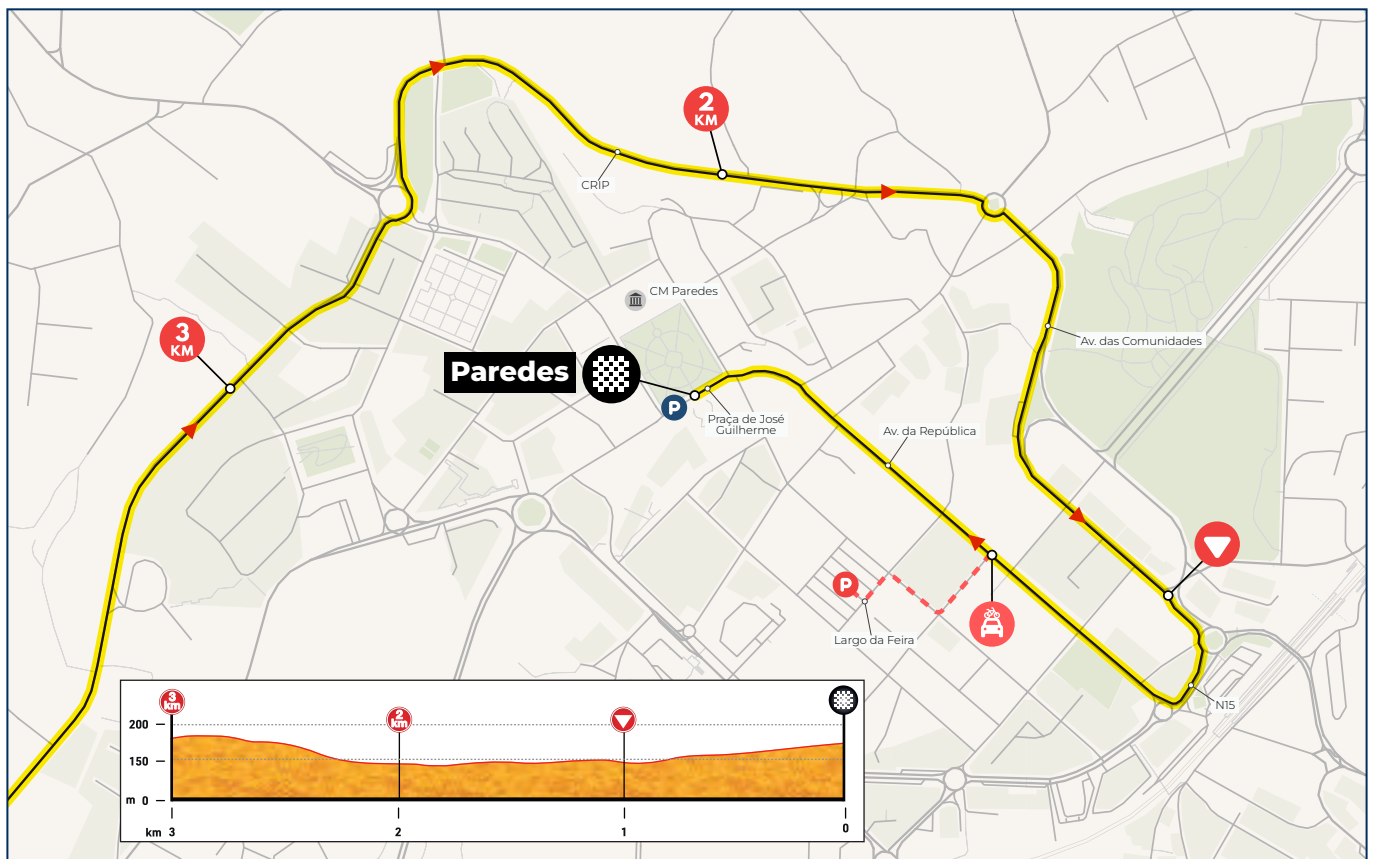 2
KM
CRIP
CM Paredes
3
KM
Av. das Comunidades
Paredes
P
Praça de José
Guilherme
Av. da República
P
Largo da Feira
N15
3
km
2
km
200
150
m 0
km 3
2
1
0